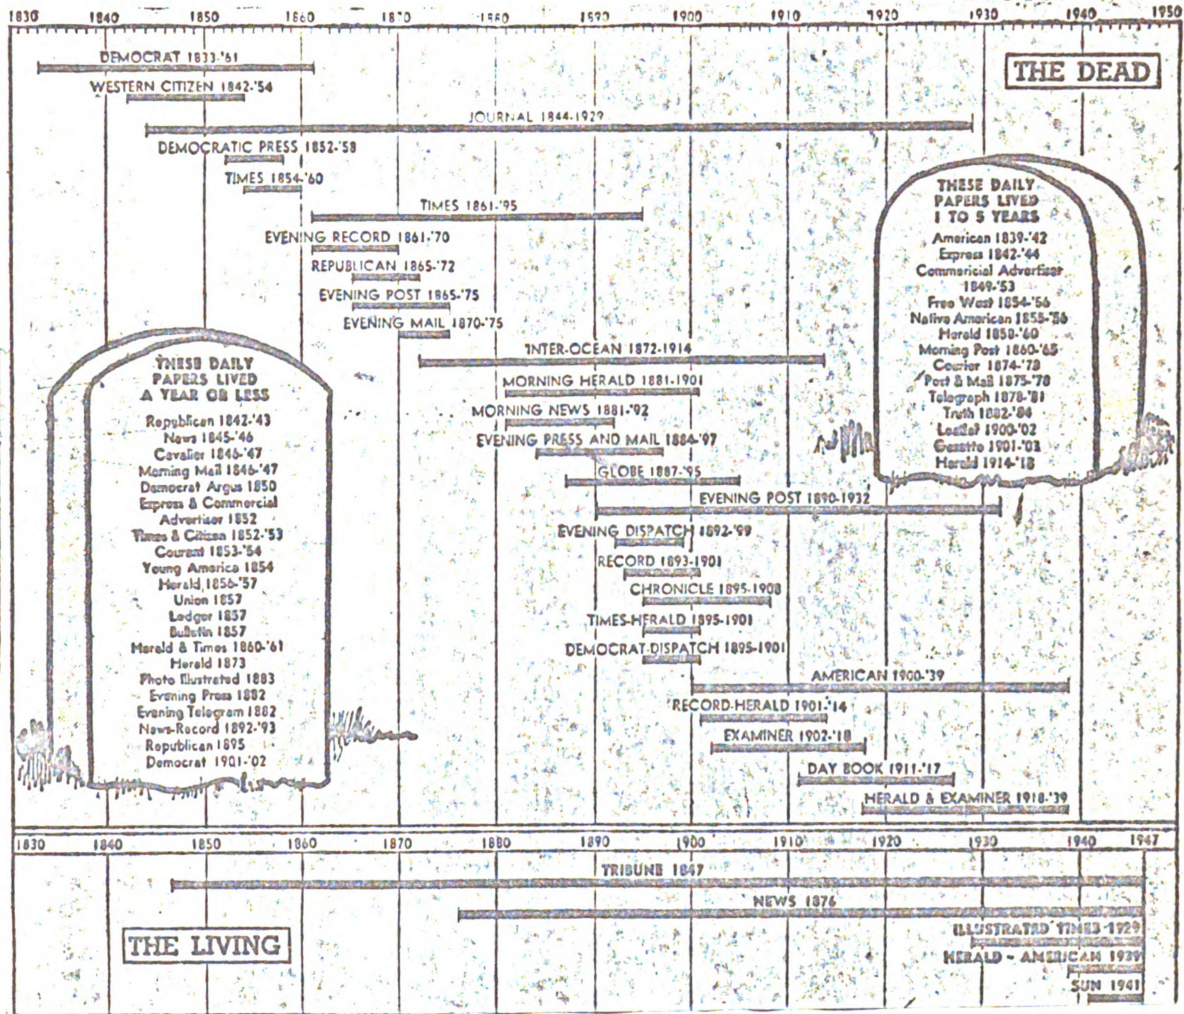 1830 1840 1850 1860 1870 1880 1890 1900 1910 1920 1930 1940 1950
THE DEAD
DEMOCRAT 1833-'61
WESTERN CITIZEN 1842-'54
JOURNAL 1844-1929
DEMOCRATIC PRESS 1852-'58
TIMES 1854-'60
TIMES 1861-'95
EVENING RECORD 1861-'70
REPUBLICAN 1865-'72
EVENING POST 1865-'75
EVENING MAIL 1870-'75
INTER-OCEAN 1872-1914
MORNING HERALD 1881-1901
MORNING NEWS 1881-'92
EVENING PRESS AND MAIL 1884-'97
GLOBE 1887-'95
EVENING POST 1890-1932
EVENING DISPATCH 1892-'99
RECORD 1893-1901
CHRONICLE 1895-1908
TIMES-HERALD 1895-1901
DEMOCRAT-DISPATCH 1895-1901
AMERICAN 1900-'39
RECORD-HERALD 1901-'14
EXAMINER 1902-'18
DAY BOOK 1911-'17
HERALD & EXAMINER 1918-'39
THESE DAILY
PAPERS LIVED
1 TO 5 YEARS
American 1839-'42
Express 1842-'44
Commericial Advertiser
1849-'53
Free West 1854-'56
Native American 1855-'56
Herald 1858-'60
Morning Post 1860-'65
Courier
Post & Mail
Telegraph 1878-'81
Truth 1882-'84
Leaflet 1900-'02
Gazette 1901-'03
Herald 1914-'18
THESE DAILY
PAPERS LIVED
A YEAR OR LESS
Republican 1842-'43
News 1845-'46
Cavalier 1846-'47
Morning Mail 1846-'47
Democrat Argus 1850
Express & Commercial
Advertiser 1852
Times & Citizen 1852-'53
Courant 1853-'54
Young America 1854
Herald 1856-'57
Union 1857
Ledger 1857
Bulletin 1857
Herald & Times 1860-'61
Herald 1873
Photo Illustrated 1883
Evening Press 1882
Evening Telegram 1882
News-Record 1892-'93
Republican 1895
Democrat 1901-'02
1830 1840 1850 1860 1870 1880 1890 1900 1910 1920 1930 1940 1947
THE LIVING
TRIBUNE 1847
NEWS 1876
ILLUSTRATED TIMES 1929
HERALD - AMERICAN 1939
SUN 1941